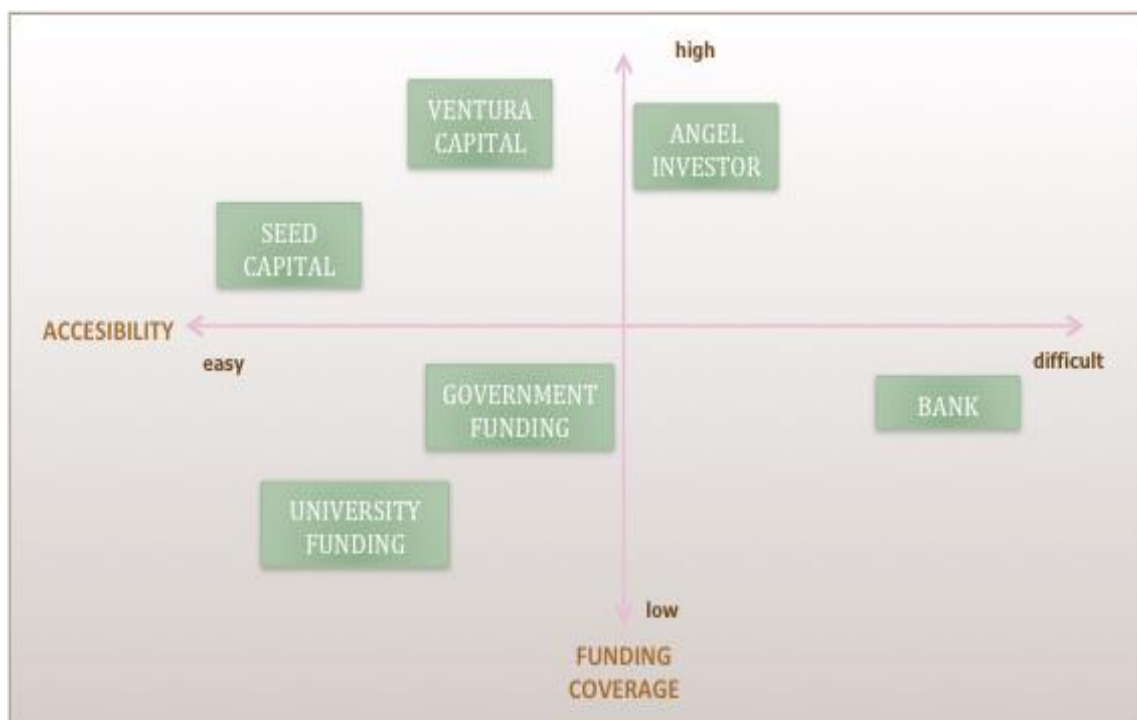 high
VENTURA
CAPITAL
ANGEL
INVESTOR
SEED
CAPITAL
ACCESIBILITY
easy
difficult
GOVERNMENT
FUNDING
BANK
UNIVERSITY
FUNDING
low
FUNDING
COVERAGE